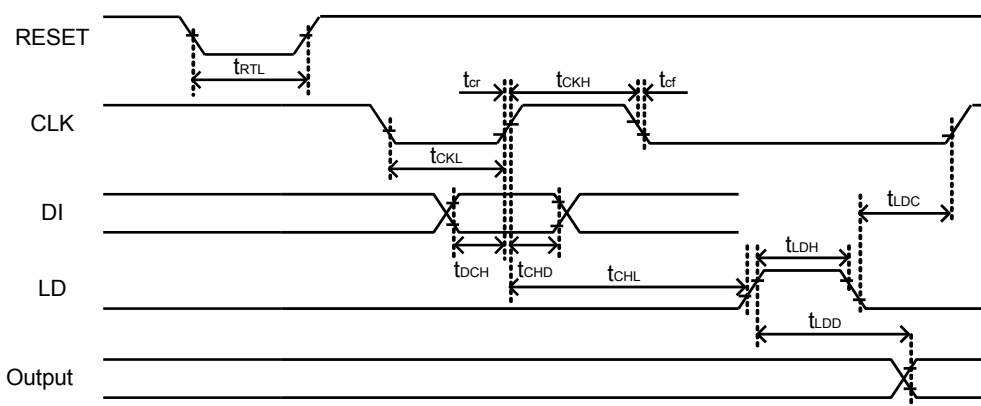 RESET
tRTL
tcr
tCKH
tcf
CLK
tCKL
DI
tLDC
tDCH
tCHD
tLDH
tCHL
LD
tLDD
Output